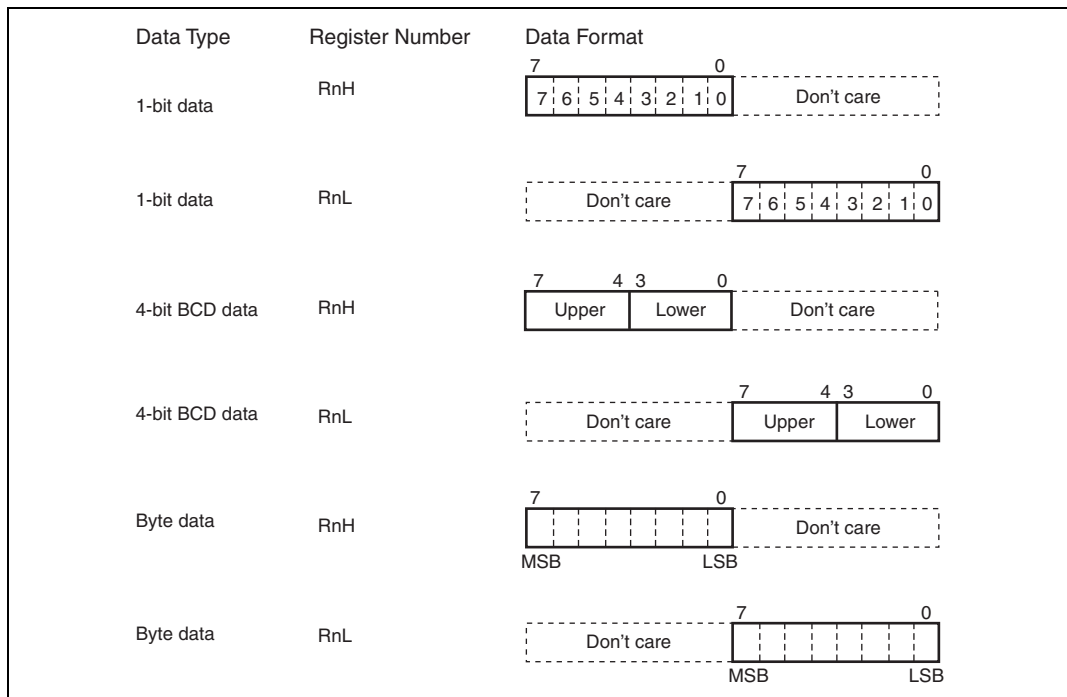 Data Type Register Number Data Format
7 0
1-bit data RnH 7 6 5 4 3 2 1 0 Don't care
7 0
1-bit data RnL Don't care 7 6 5 4 3 2 1 0
7 4 3 0
4-bit BCD data RnH Upper Lower Don't care
7 4 3 0
4-bit BCD data RnL Don't care Upper Lower
7 0
Byte data RnH Don't care
MSB LSB
7 0
Byte data RnL Don't care
MSB LSB